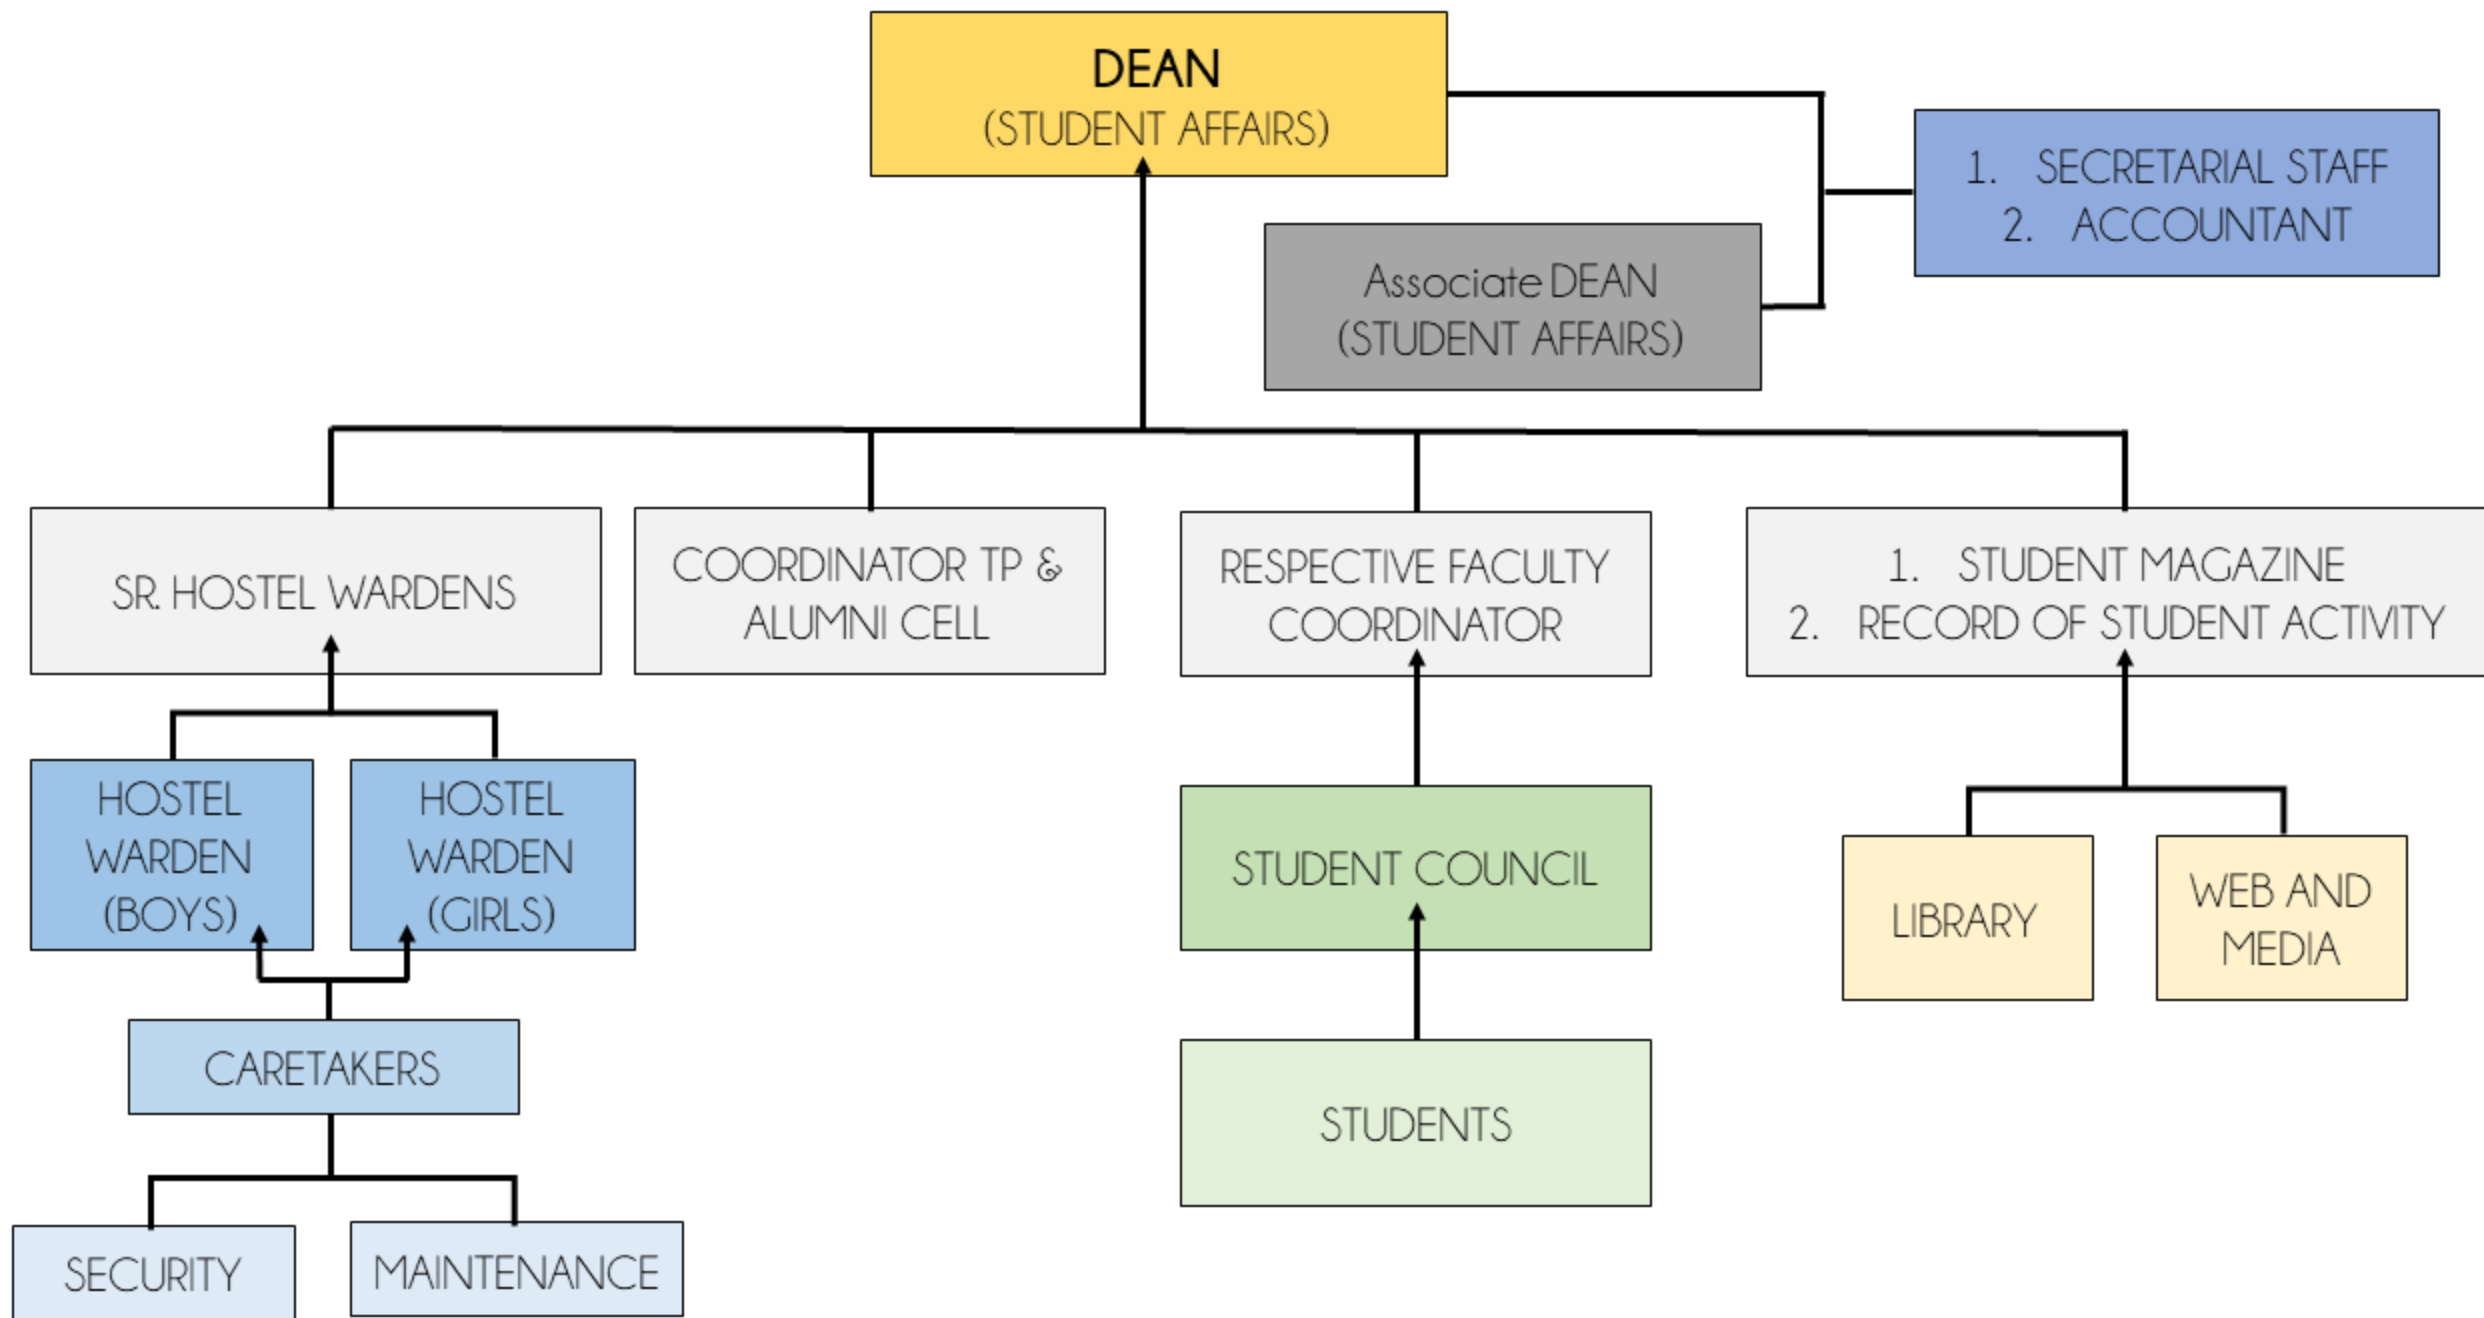 DEAN
(STUDENT AFFAIRS)
1. SECRETARIAL STAFF
2. ACCOUNTANT
Associate DEAN
(STUDENT AFFAIRS)
SR. HOSTEL WARDENS
COORDINATOR TP &
ALUMNI CELL
RESPECTIVE FACULTY
COORDINATOR
1. STUDENT MAGAZINE
2. RECORD OF STUDENT ACTIVITY
HOSTEL
WARDEN
(BOYS)
HOSTEL
WARDEN
(GIRLS)
STUDENT COUNCIL
LIBRARY
WEB AND
MEDIA
CARETAKERS
STUDENTS
SECURITY
MAINTENANCE